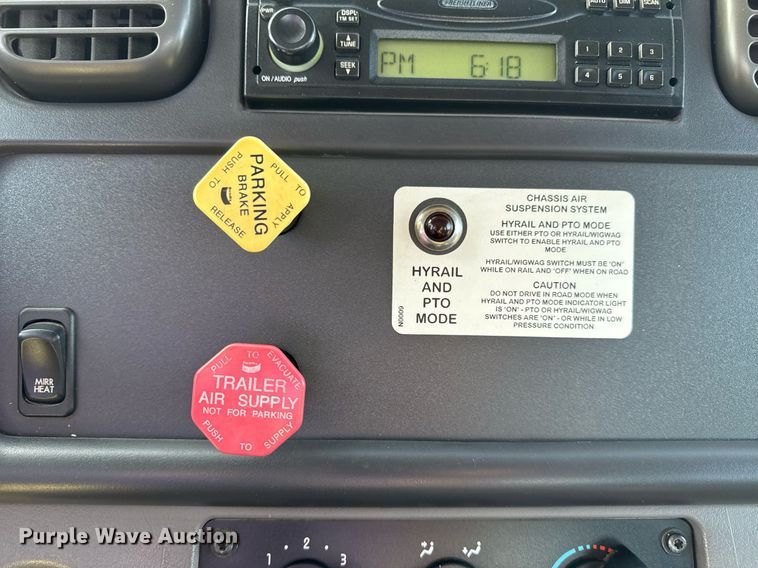 FREIGHTLINER
AUTO DIM SCAN
PWR
DSPL
TM SET
TUNE
SEEK
ON/AUDIO push
PM 6:18
1 2 3
4 5 6
PULL TO APPLY
PARKING
BRAKE
PUSH TO RELEASE
CHASSIS AIR
SUSPENSION SYSTEM
HYRAIL AND PTO MODE
USE EITHER PTO OR HYRAIL/WIGWAG
SWITCH TO ENABLE HYRAIL AND PTO
MODE
HYRAIL/WIGWAG SWITCH MUST BE "ON"
WHILE ON RAIL AND "OFF" WHEN ON ROAD
CAUTION
DO NOT DRIVE IN ROAD MODE WHEN
HYRAIL AND PTO MODE INDICATOR LIGHT
IS "ON" - PTO OR HYRAIL/WIGWAG
SWITCHES ARE "ON" - OR WHILE IN LOW
PRESSURE CONDITION
HYRAIL
AND
PTO
MODE
60000N
MIRR
HEAT
PULL TO EVACUATE
TRAILER
AIR SUPPLY
NOT FOR PARKING
PUSH TO SUPPLY
Purple Wave Auction
1 2 3